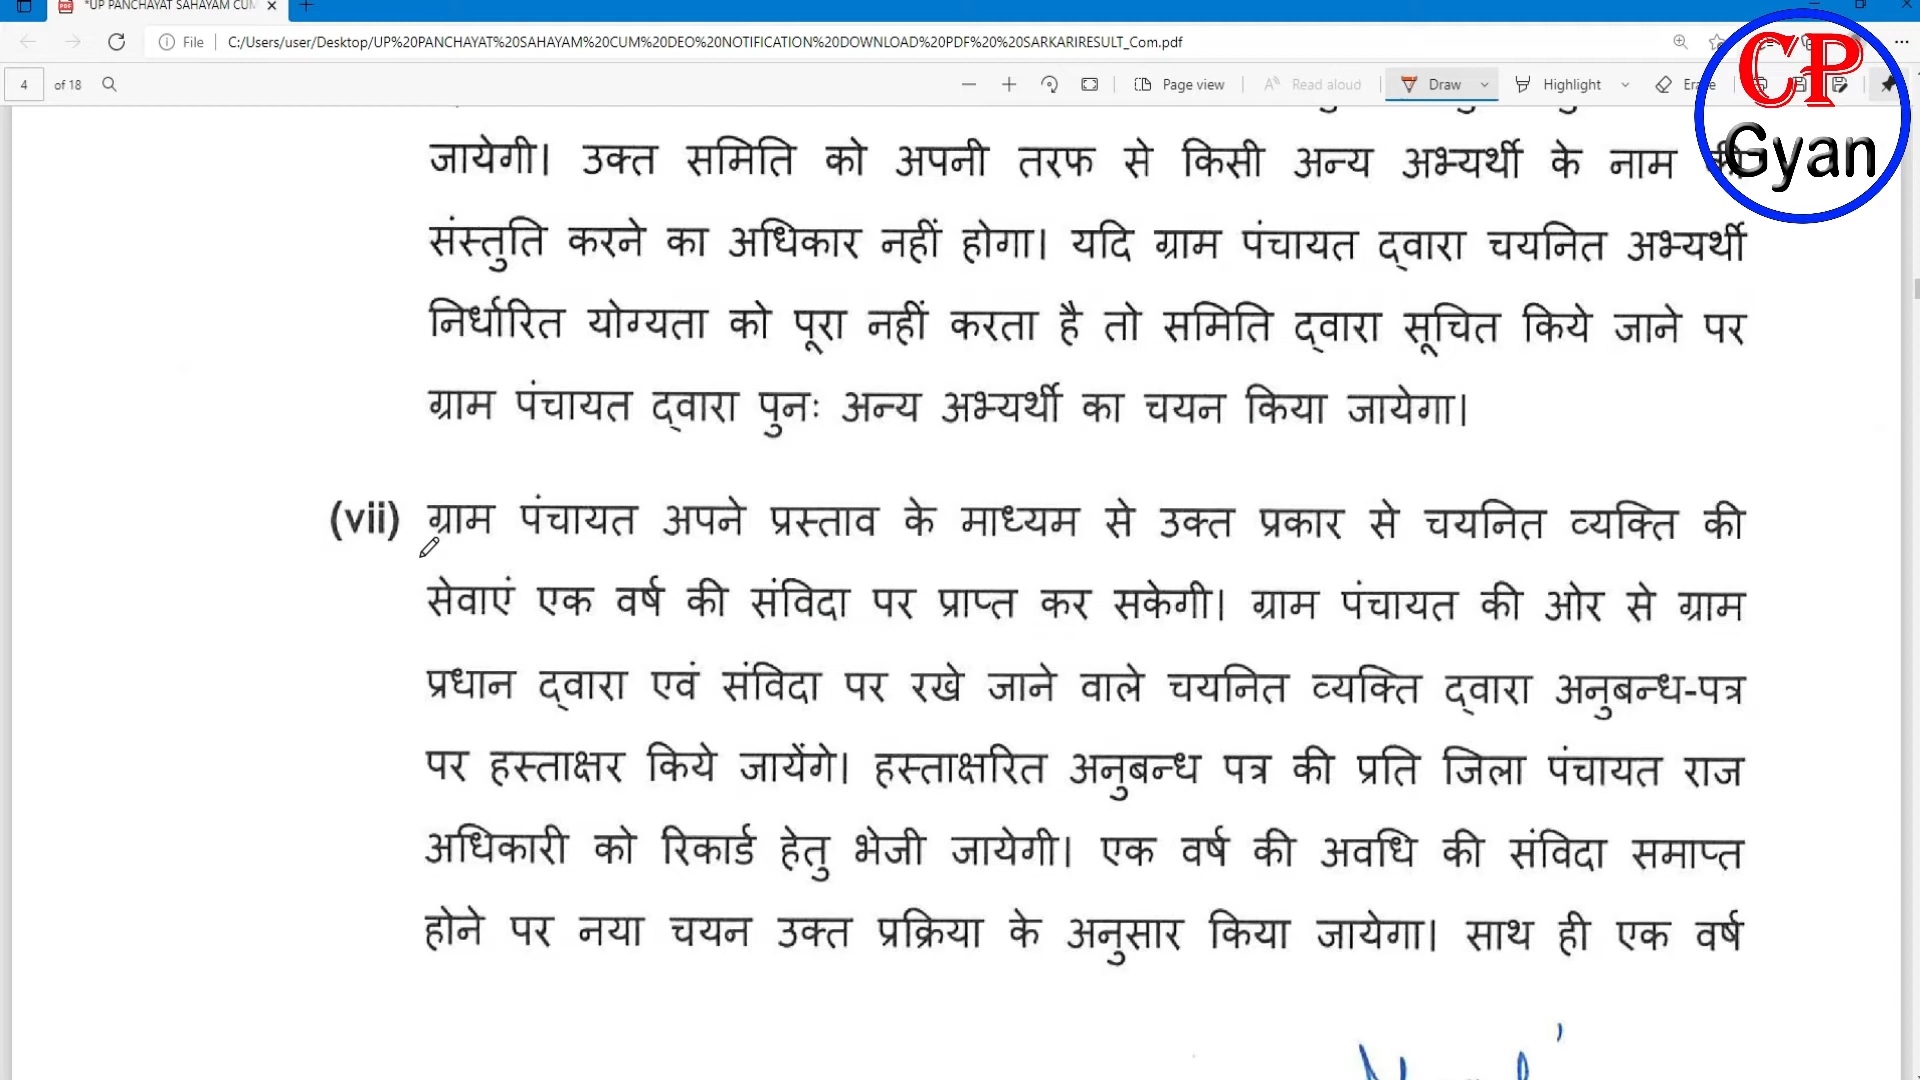 *UP PANCHAYAT SAHAYAM CUM
File C:/Users/user/Desktop/UP%20PANCHAYAT%20SAHAYAM%20CUM%20DEO%20NOTIFICATION%20DOWNLOAD%20PDF%20%20SARKARIRESULT_Com.pdf
4 of 18 Page view Read aloud Draw Highlight
CP
Gyan
जायेगी। उक्त समिति को अपनी तरफ से किसी अन्य अभ्यर्थी के नाम की
संस्तुति करने का अधिकार नहीं होगा। यदि ग्राम पंचायत द्वारा चयनित अभ्यर्थी
निर्धारित योग्यता को पूरा नहीं करता है तो समिति द्वारा सूचित किये जाने पर
ग्राम पंचायत द्वारा पुनः अन्य अभ्यर्थी का चयन किया जायेगा।
(vii) ग्राम पंचायत अपने प्रस्ताव के माध्यम से उक्त प्रकार से चयनित व्यक्ति की
सेवाएं एक वर्ष की संविदा पर प्राप्त कर सकेगी। ग्राम पंचायत की ओर से ग्राम
प्रधान द्वारा एवं संविदा पर रखे जाने वाले चयनित व्यक्ति द्वारा अनुबन्ध-पत्र
पर हस्ताक्षर किये जायेंगे। हस्ताक्षरित अनुबन्ध पत्र की प्रति जिला पंचायत राज
अधिकारी को रिकार्ड हेतु भेजी जायेगी। एक वर्ष की अवधि की संविदा समाप्त
होने पर नया चयन उक्त प्रक्रिया के अनुसार किया जायेगा। साथ ही एक वर्ष